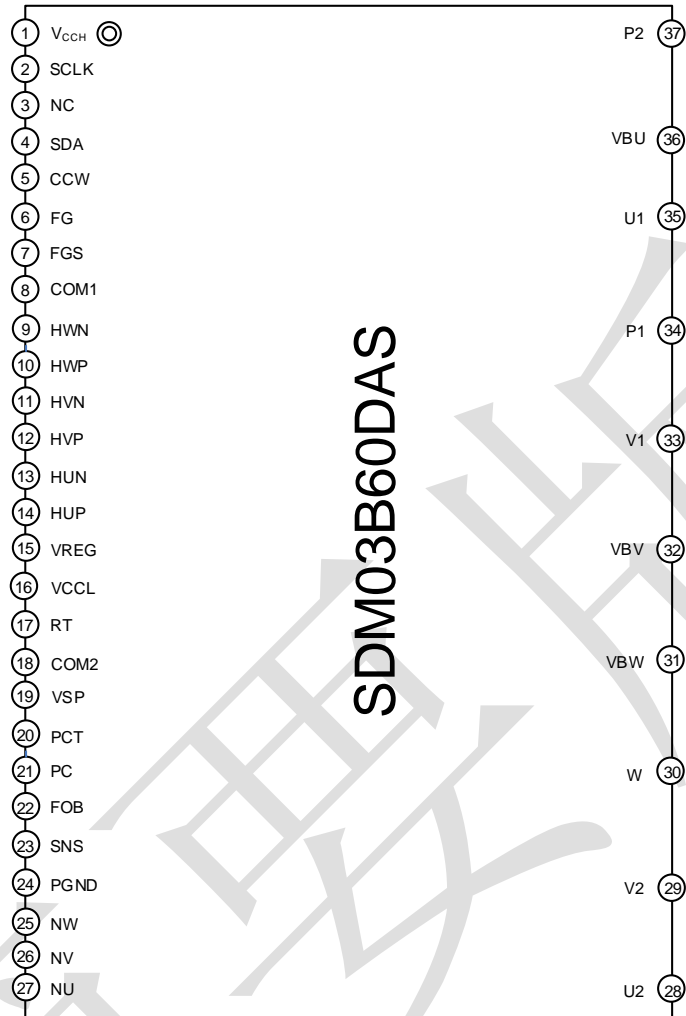 1 VCCH
2 SCLK
3 NC
4 SDA
5 CCW
6 FG
7 FGS
8 COM1
9 HWN
10 HWP
11 HVN
12 HVP
13 HUN
14 HUP
15 VREG
16 VCCL
17 RT
18 COM2
19 VSP
20 PCT
21 PC
22 FOB
23 SNS
24 PGND
25 NW
26 NV
27 NU
SDM03B60DAS
P2 37
VBU 36
U1 35
P1 34
V1 33
VBV 32
VBW 31
W 30
V2 29
U2 28